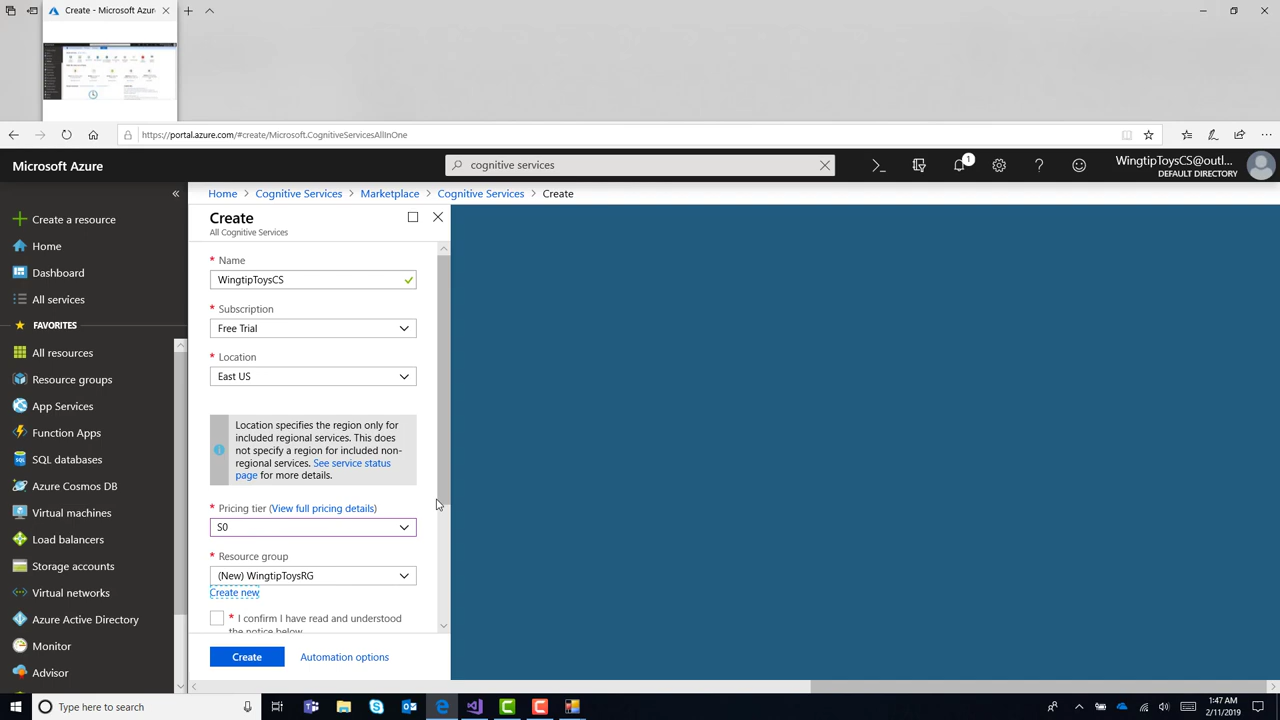 Create - Microsoft Azur
https://portal.azure.com/#create/Microsoft.CognitiveServicesAllInOne
Microsoft Azure
cognitive services
1
WingtipToysCS@outl...
DEFAULT DIRECTORY
Home > Cognitive Services > Marketplace > Cognitive Services > Create
Create a resource
Home
Dashboard
All services
FAVORITES
All resources
Resource groups
App Services
Function Apps
SQL databases
Azure Cosmos DB
Virtual machines
Load balancers
Storage accounts
Virtual networks
Azure Active Directory
Monitor
Advisor
Create
All Cognitive Services
* Name
WingtipToysCS
* Subscription
Free Trial
* Location
East US
Location specifies the region only for
included regional services. This does
not specify a region for included non-
regional services. See service status
page for more details.
* Pricing tier (View full pricing details)
S0
* Resource group
(New) WingtipToysRG
Create new
* I confirm I have read and understood
the notice below
Create
Automation options
Type here to search
1:47 AM
2/11/2019